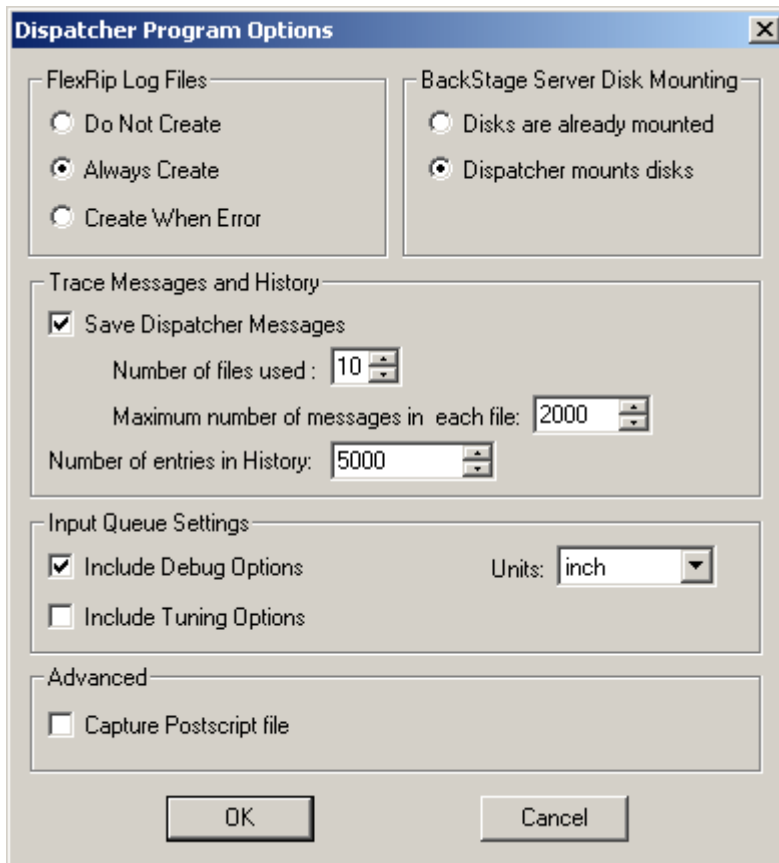 Dispatcher Program Options
FlexRip Log Files
Do Not Create
Always Create
Create When Error
BackStage Server Disk Mounting
Disks are already mounted
Dispatcher mounts disks
Trace Messages and History
Save Dispatcher Messages
Number of files used : 10
Maximum number of messages in each file: 2000
Number of entries in History: 5000
Input Queue Settings
Include Debug Options
Units: inch
Include Tuning Options
Advanced
Capture Postscript file
OK
Cancel